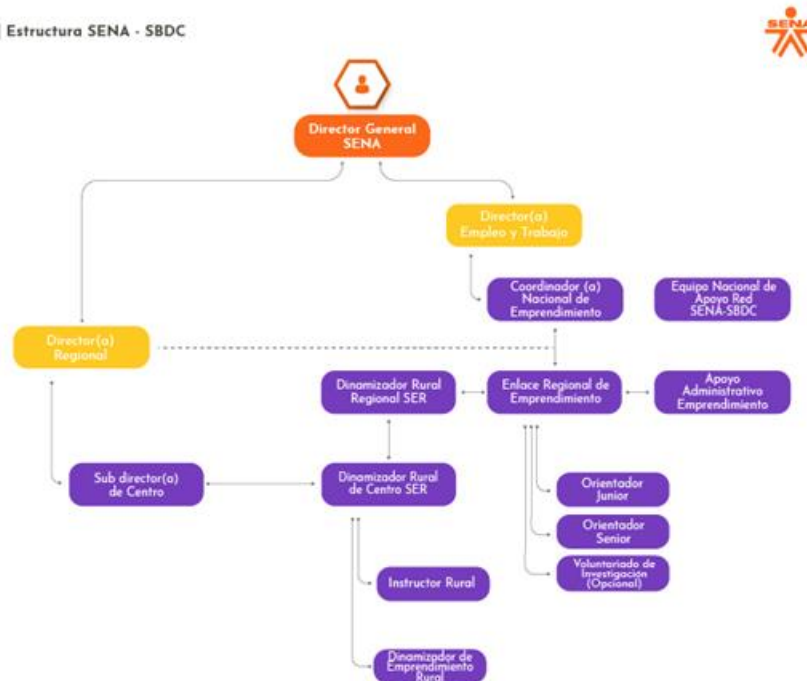 Estructura SENA - SBDC
SENA
Director General
SENA
Director(a)
Empleo y Trabajo
Coordinador (a)
Nacional de
Emprendimiento
Equipo Nacional de
Apoyo Red
SENA-SBDC
Director(a)
Regional
Dinamizador Rural
Regional SER
Enlace Regional de
Emprendimiento
Apoyo
Administrativo
Emprendimiento
Sub director(a)
de Centro
Dinamizador Rural
de Centro SER
Orientador
Junior
Orientador
Senior
Voluntariado de
Investigación
(Opcional)
Instructor Rural
Dinamizador de
Emprendimiento
Rural